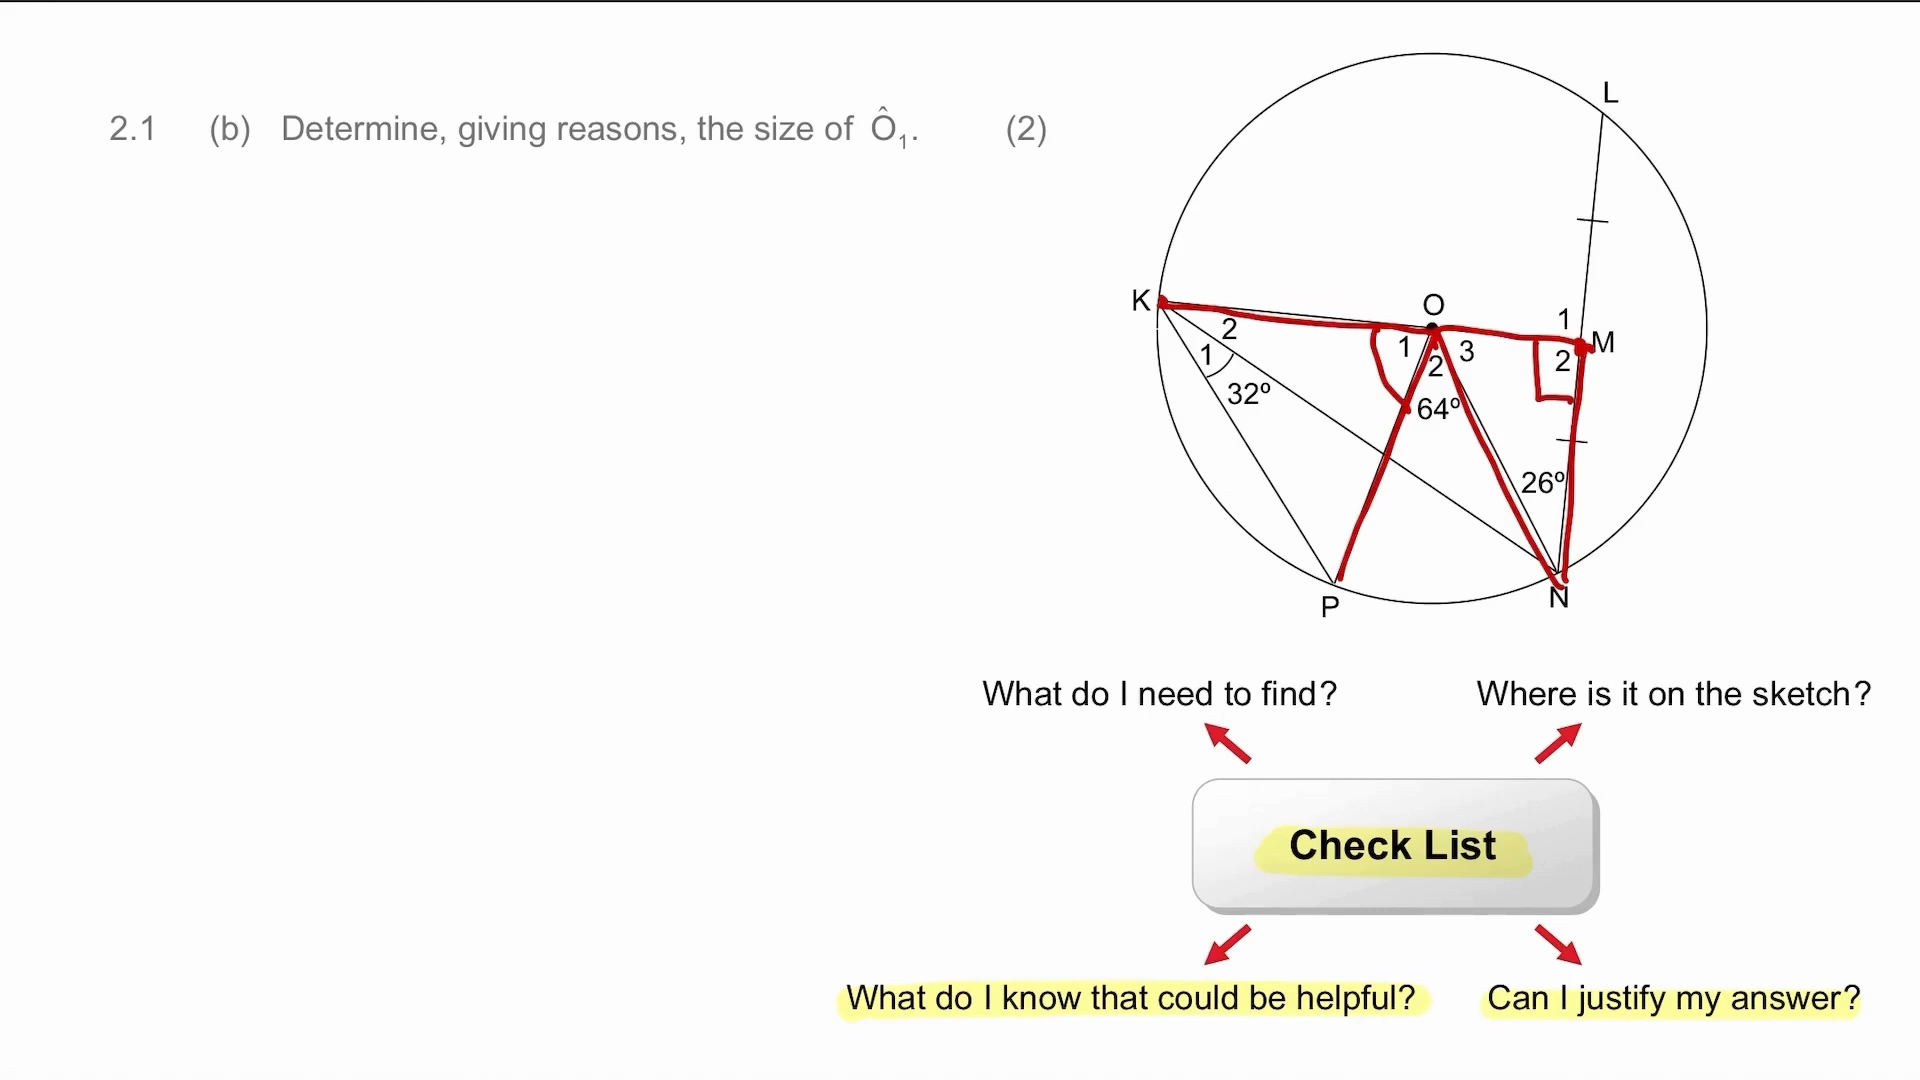 2.1 (b) Determine, giving reasons, the size of Ô₁. (2)
L
K
O
2
1
1
32º
1
2
3
64º
M
2
26º
P
N
What do I need to find?
Where is it on the sketch?
Check List
What do I know that could be helpful?
Can I justify my answer?